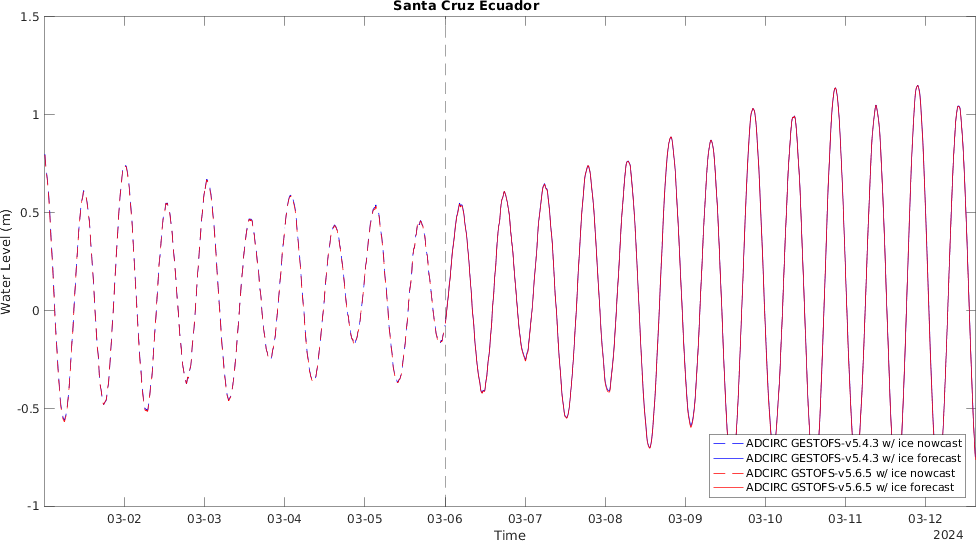 Santa Cruz Ecuador
1.5
1
0.5
0
-0.5
-1
Water Level (m)
ADCIRC GESTOFS-v5.4.3 w/ ice nowcast
ADCIRC GESTOFS-v5.4.3 w/ ice forecast
ADCIRC GSTOFS-v5.6.5 w/ ice nowcast
ADCIRC GSTOFS-v5.6.5 w/ ice forecast
03-02 03-03 03-04 03-05 03-06 03-07 03-08 03-09 03-10 03-11 03-12
Time
2024